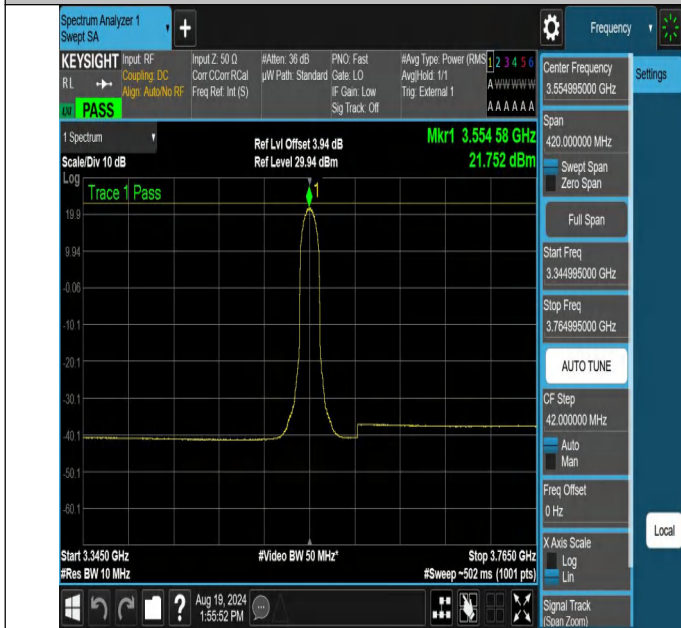 Spectrum Analyzer 1
Swept SA
Frequency
KEYSIGHT
RL
PASS
Input: RF
Coupling: DC
Align: Auto/No RF
Input Z: 50 Ω
Corr CCorr RCal
Freq Ref: Int (S)
#Atten: 36 dB
µW Path: Standard
PNO: Fast
Gate: LO
IF Gain: Low
Sig Track: Off
#Avg Type: Power (RMS
Avg|Hold: 1/1
Trig: External 1
1 2 3 4 5 6
A W W W W W
A A A A A A
1 Spectrum
Scale/Div 10 dB
Ref Lvl Offset 3.94 dB
Ref Level 29.94 dBm
Mkr1 3.554 58 GHz
21.752 dBm
Log
Trace 1 Pass
1
19.9
9.94
-0.06
-10.1
-20.1
-30.1
-40.1
-50.1
-60.1
Start 3.3450 GHz
#Res BW 10 MHz
#Video BW 50 MHz*
Stop 3.7650 GHz
#Sweep ~502 ms (1001 pts)
Aug 19, 2024
1:55:52 PM
Center Frequency
3.554995000 GHz
Settings
Span
420.000000 MHz
Swept Span
Zero Span
Full Span
Start Freq
3.344995000 GHz
Stop Freq
3.764995000 GHz
AUTO TUNE
CF Step
42.000000 MHz
Auto
Man
Freq Offset
0 Hz
Local
X Axis Scale
Log
Lin
Signal Track
(Span Zoom)